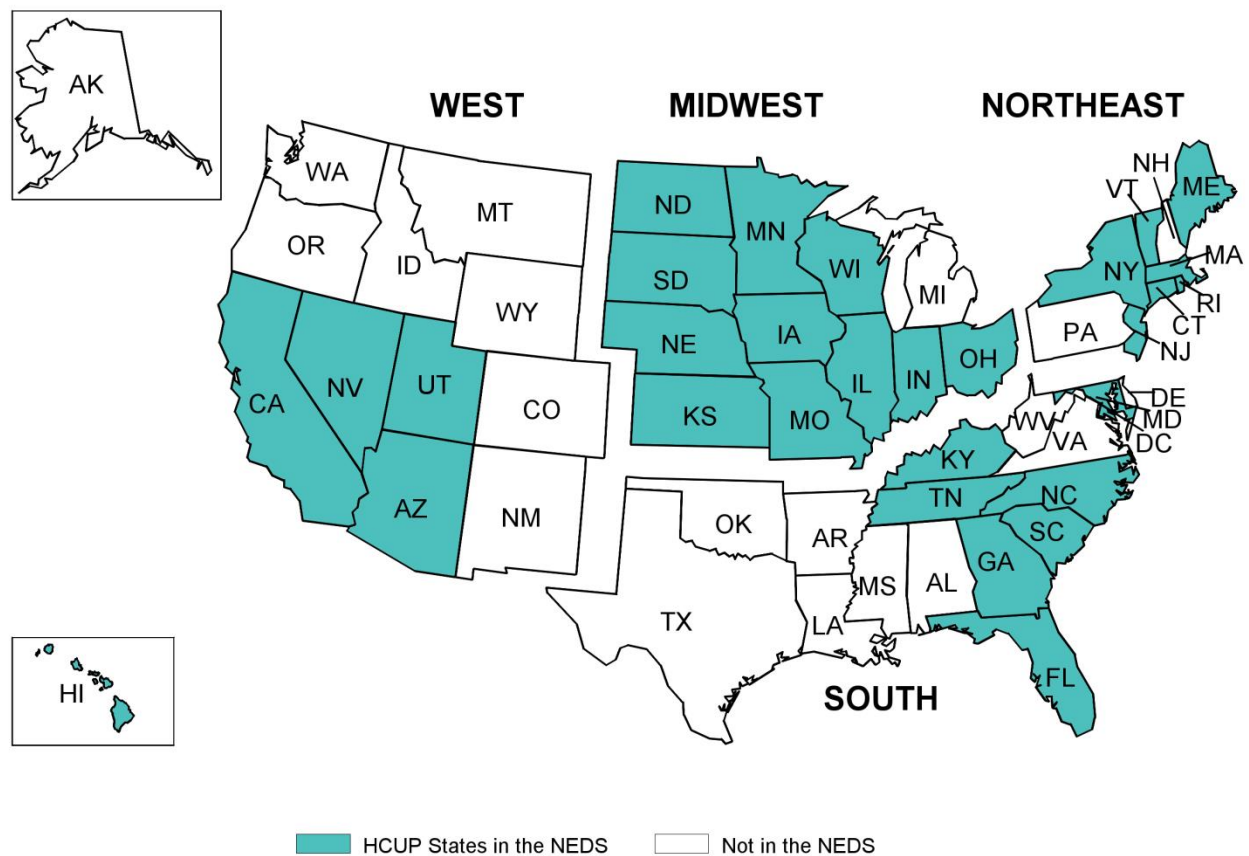 AK
WEST
MIDWEST
NORTHEAST
WA
MT
OR
ID
WY
ND
MN
SD
WI
MI
NE
IA
NH
VT
ME
NY
MA
RI
CT
PA
NJ
CA
NV
UT
CO
KS
MO
IL
IN
OH
DE
MD
DC
WV
VA
KY
AZ
NM
OK
AR
TN
NC
SC
TX
LA
MS
AL
GA
FL
HI
SOUTH
HCUP States in the NEDS
Not in the NEDS